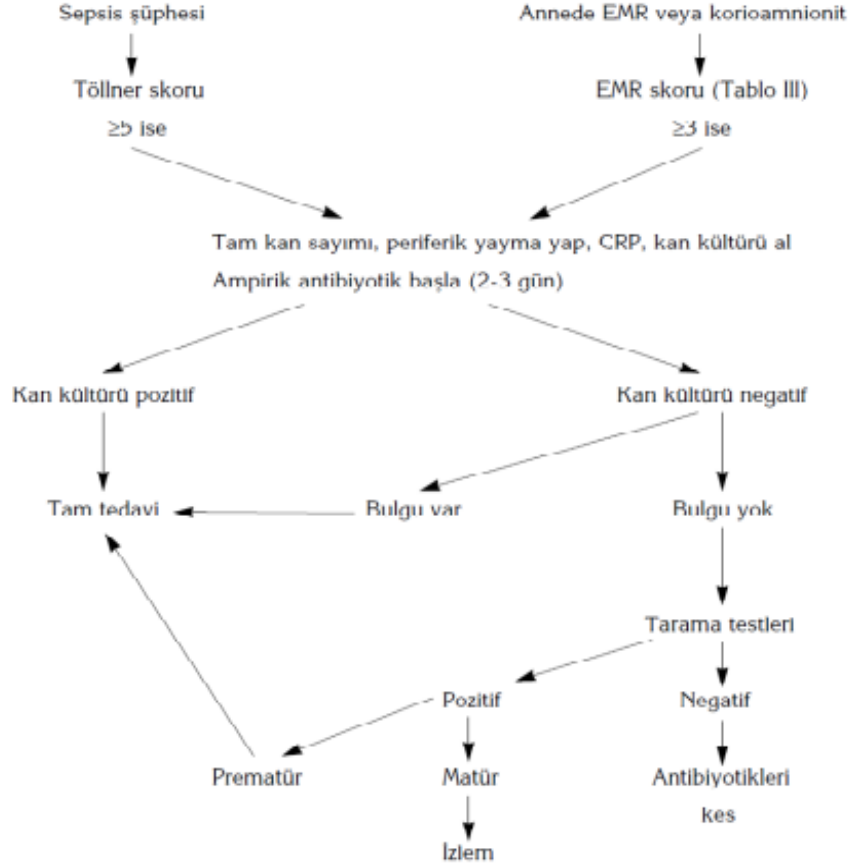 Sepsis şüphesi
Annede EMR veya korioamnionit
Töllner skoru
EMR skoru (Tablo III)
≥5 ise
≥3 ise
Tam kan sayımı, periferik yayma yap, CRP, kan kültürü al
Ampirik antibiyotik başla (2-3 gün)
Kan kültürü pozitif
Kan kültürü negatif
Tam tedavi
Bulgu var
Bulgu yok
Tarama testleri
Pozitif
Negatif
Prematür
Matür
Antibiyotikleri
kes
İzlem